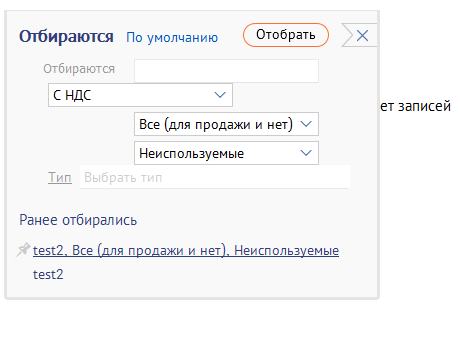 Отбираются По умолчанию Отобрать
Отбираются
С НДС
ет записей
Все (для продажи и нет)
Неиспользуемые
Тип Выбрать тип
Ранее отбирались
test2, Все (для продажи и нет), Неиспользуемые
test2